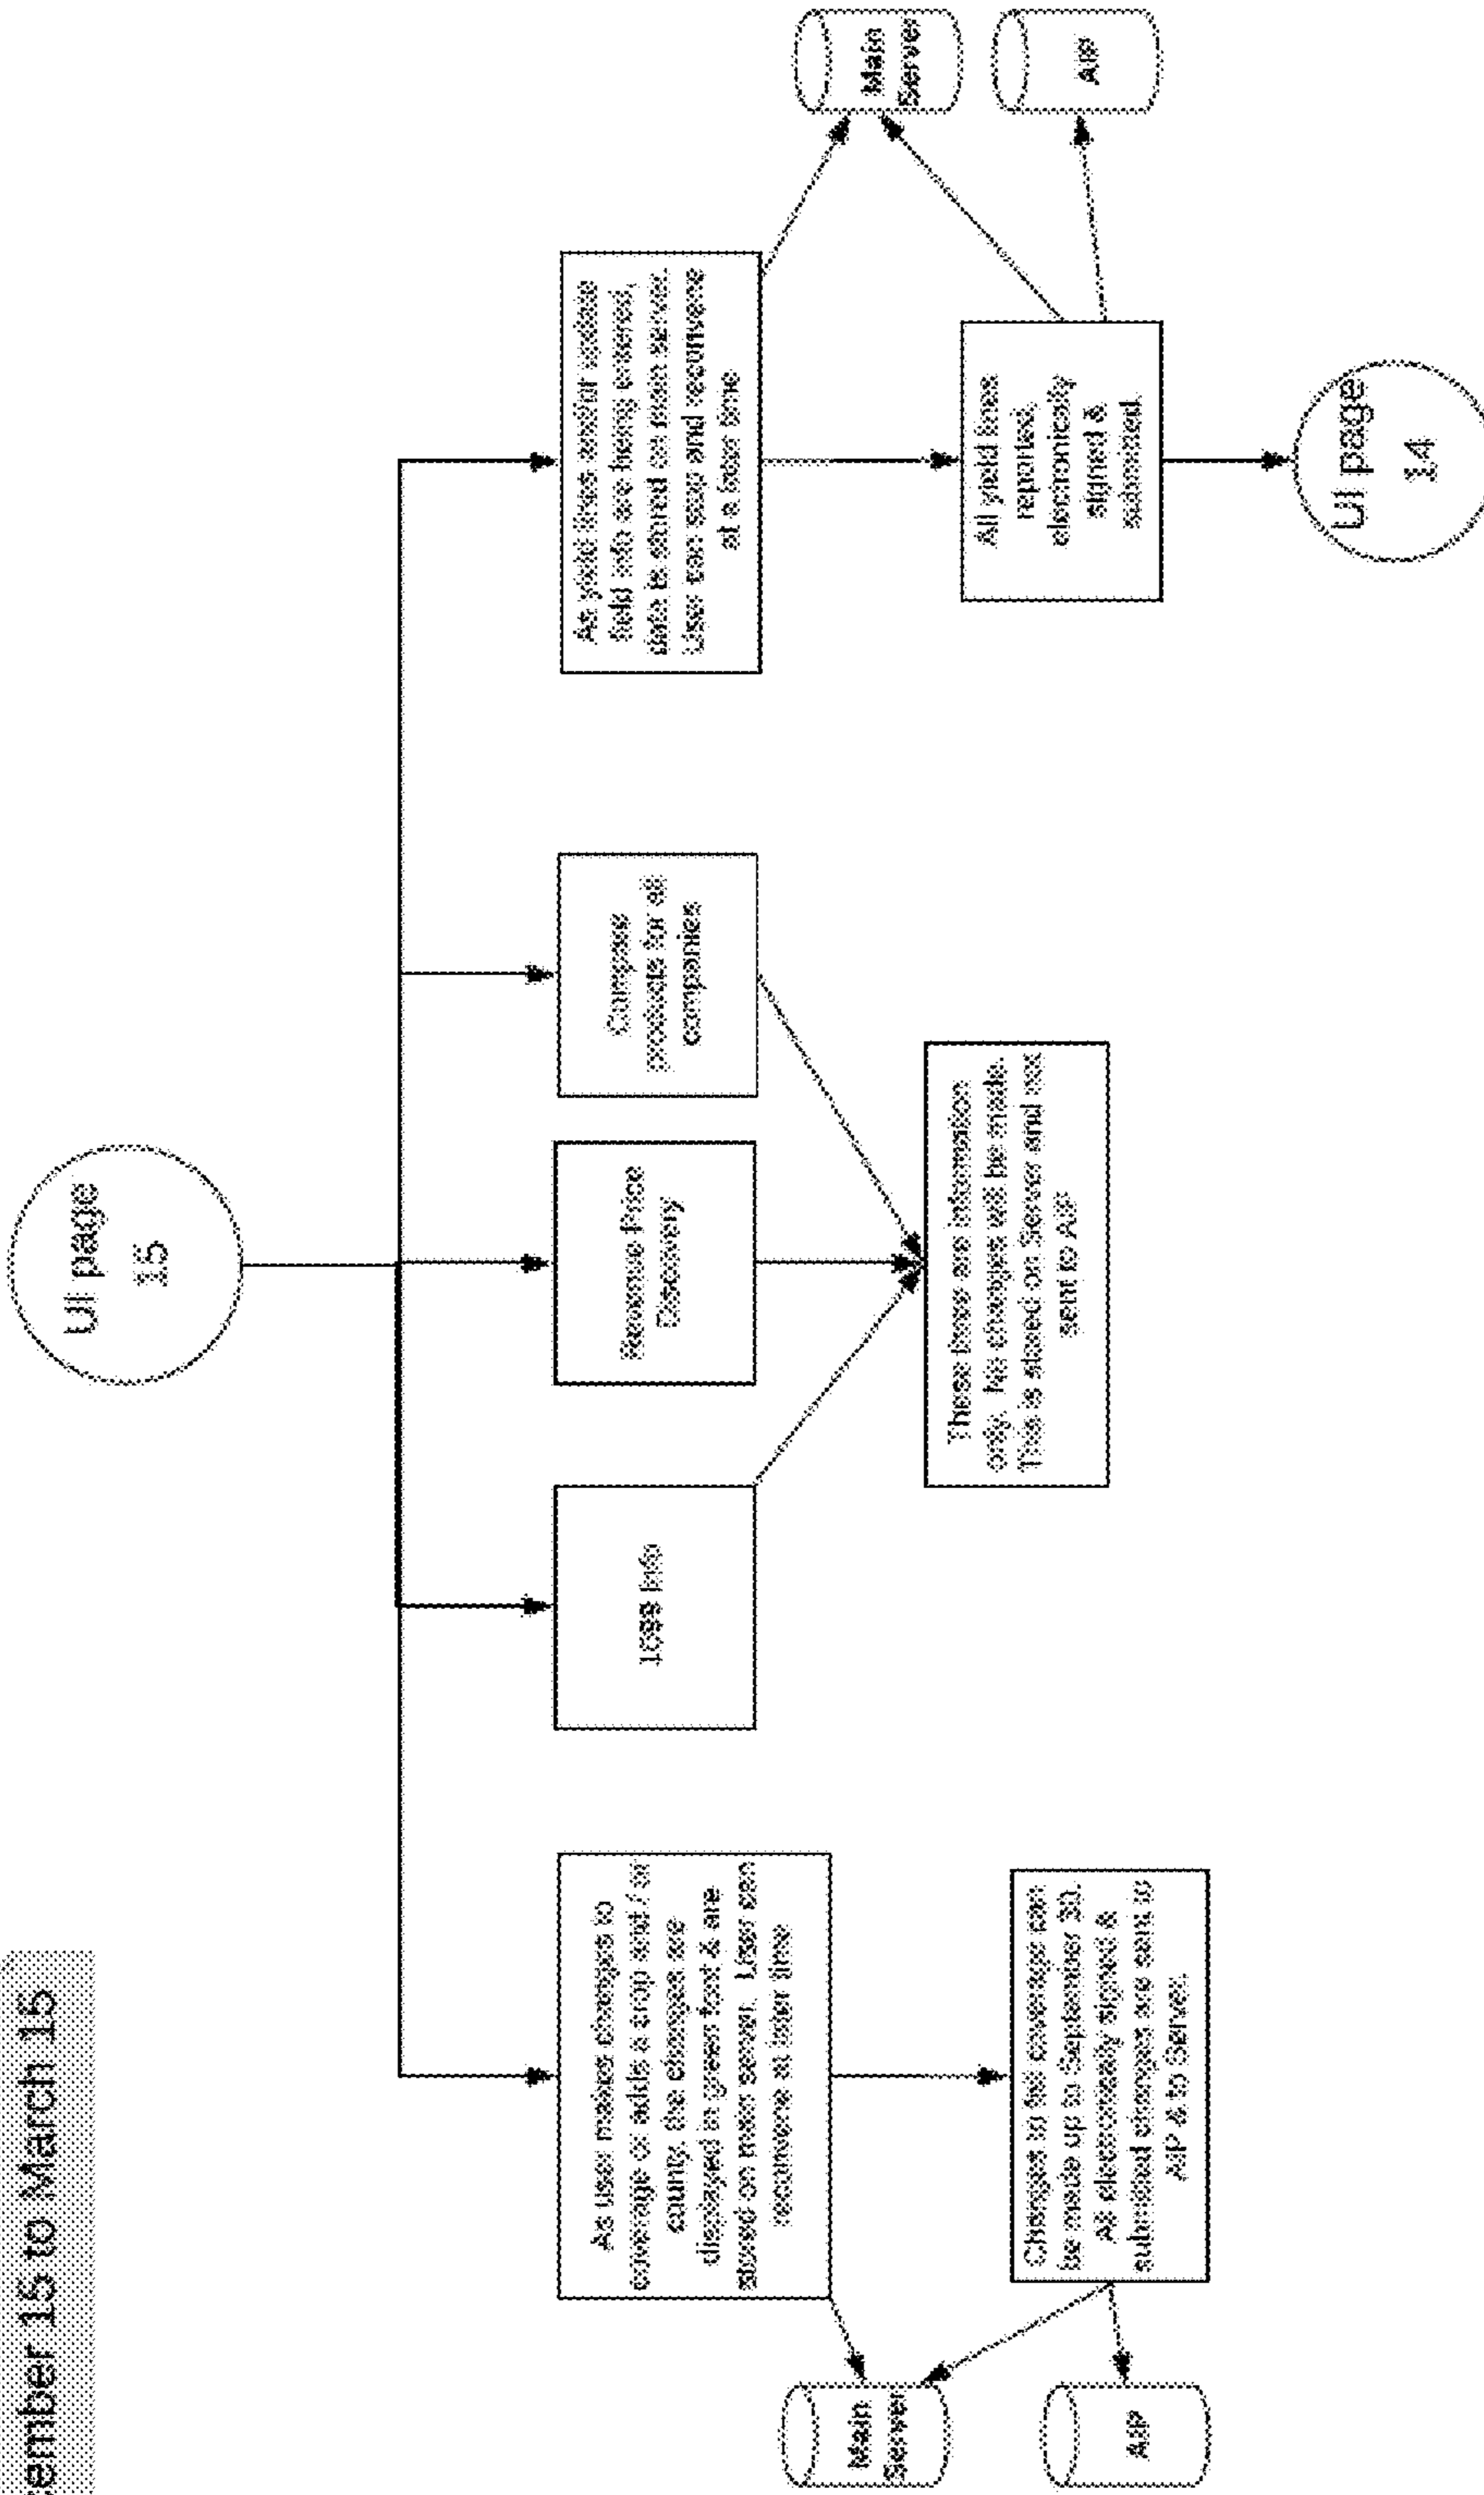 ember 15 to March 15
UI page
15
As user makes changes to
coverage or adds a crop and / or
county, the changes are
displayed in green font & are
stored on main server. User can
reconvene at later time
1099 Info
Revenue Price
Discovery
Compare
products for all
companies
As yield lines and/or update
field info are being entered,
data is stored on main server.
User can stop and reconvene
at a later time
Main
Server
AIP
Changes to fall coverage can
be made up to September 30.
All electronically signed &
submitted changes are sent to
AIP & to Server.
These three are information
only. No changes will be made.
This is stored on Server and not
sent to AIP
All yield lines
reported,
electronically
signed &
submitted.
Main
Server
AIP
UI page
14